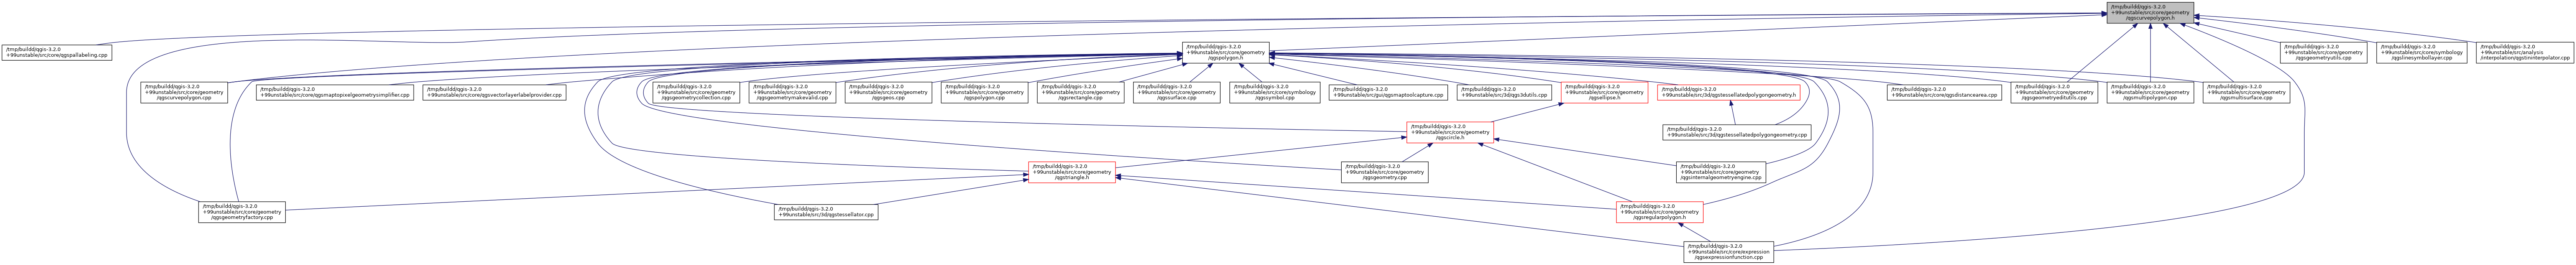 /tmp/buildd/qgis-3.2.0
+99unstable/src/core/geometry
/qgscurvepolygon.h
/tmp/buildd/qgis-3.2.0
+99unstable/src/core/qgspallabeling.cpp
/tmp/buildd/qgis-3.2.0
+99unstable/src/core/geometry
/qgspolygon.h
/tmp/buildd/qgis-3.2.0
+99unstable/src/core/geometry
/qgsgeometryutils.cpp
/tmp/buildd/qgis-3.2.0
+99unstable/src/core/symbology
/qgslinesymbollayer.cpp
/tmp/buildd/qgis-3.2.0
+99unstable/src/analysis
/interpolation/qgstininterpolator.cpp
/tmp/buildd/qgis-3.2.0
+99unstable/src/core/geometry
/qgscurvepolygon.cpp
/tmp/buildd/qgis-3.2.0
+99unstable/src/core/qgsmaptopixelgeometrysimplifier.cpp
/tmp/buildd/qgis-3.2.0
+99unstable/src/core/qgsvectorlayerlabelprovider.cpp
/tmp/buildd/qgis-3.2.0
+99unstable/src/core/geometry
/qgsgeometrycollection.cpp
/tmp/buildd/qgis-3.2.0
+99unstable/src/core/geometry
/qgsgeometrymakevalid.cpp
/tmp/buildd/qgis-3.2.0
+99unstable/src/core/geometry
/qgsgeos.cpp
/tmp/buildd/qgis-3.2.0
+99unstable/src/core/geometry
/qgspolygon.cpp
/tmp/buildd/qgis-3.2.0
+99unstable/src/core/geometry
/qgsrectangle.cpp
/tmp/buildd/qgis-3.2.0
+99unstable/src/core/geometry
/qgssurface.cpp
/tmp/buildd/qgis-3.2.0
+99unstable/src/core/symbology
/qgssymbol.cpp
/tmp/buildd/qgis-3.2.0
+99unstable/src/gui/qgsmaptoolcapture.cpp
/tmp/buildd/qgis-3.2.0
+99unstable/src/3d/qgs3dutils.cpp
/tmp/buildd/qgis-3.2.0
+99unstable/src/core/geometry
/qgsellipse.h
/tmp/buildd/qgis-3.2.0
+99unstable/src/3d/qgstessellatedpolygongeometry.h
/tmp/buildd/qgis-3.2.0
+99unstable/src/core/qgsdistancearea.cpp
/tmp/buildd/qgis-3.2.0
+99unstable/src/core/geometry
/qgsgeometryeditutils.cpp
/tmp/buildd/qgis-3.2.0
+99unstable/src/core/geometry
/qgsmultipolygon.cpp
/tmp/buildd/qgis-3.2.0
+99unstable/src/core/geometry
/qgsmultisurface.cpp
/tmp/buildd/qgis-3.2.0
+99unstable/src/core/geometry
/qgscircle.h
/tmp/buildd/qgis-3.2.0
+99unstable/src/3d/qgstessellatedpolygongeometry.cpp
/tmp/buildd/qgis-3.2.0
+99unstable/src/core/geometry
/qgstriangle.h
/tmp/buildd/qgis-3.2.0
+99unstable/src/core/geometry
/qgsgeometry.cpp
/tmp/buildd/qgis-3.2.0
+99unstable/src/core/geometry
/qgsinternalgeometryengine.cpp
/tmp/buildd/qgis-3.2.0
+99unstable/src/core/geometry
/qgsgeometryfactory.cpp
/tmp/buildd/qgis-3.2.0
+99unstable/src/3d/qgstessellator.cpp
/tmp/buildd/qgis-3.2.0
+99unstable/src/core/geometry
/qgsregularpolygon.h
/tmp/buildd/qgis-3.2.0
+99unstable/src/core/expression
/qgsexpressionfunction.cpp